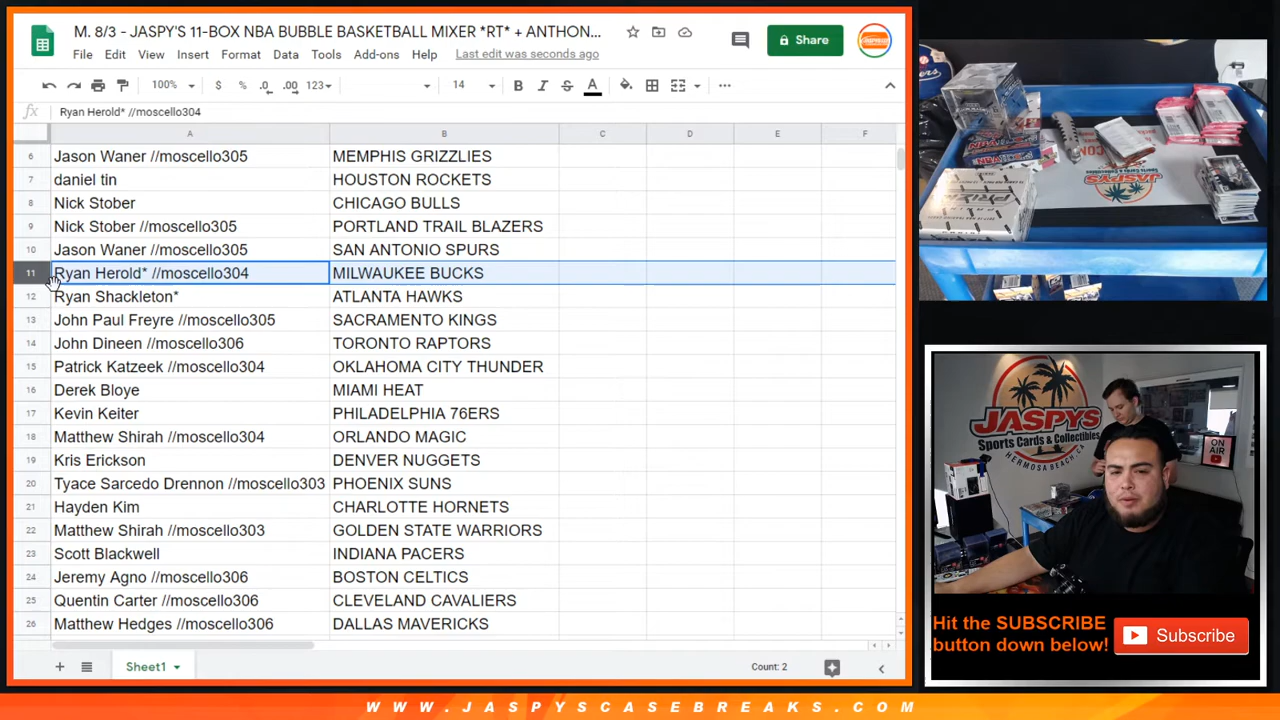 M. 8/3 - JASPY'S 11-BOX NBA BUBBLE BASKETBALL MIXER *RT* + ANTHON...
Share
File Edit View Insert Format Data Tools Add-ons Help Last edit was seconds ago
100% $ % .0 .00 123 14 B I S A
fx Ryan Herold* //moscello304
A B C D E F
6 Jason Waner //moscello305 MEMPHIS GRIZZLIES
7 daniel tin HOUSTON ROCKETS
8 Nick Stober CHICAGO BULLS
9 Nick Stober //moscello305 PORTLAND TRAIL BLAZERS
10 Jason Waner //moscello305 SAN ANTONIO SPURS
11 Ryan Herold* //moscello304 MILWAUKEE BUCKS
12 Ryan Shackleton* ATLANTA HAWKS
13 John Paul Freyre //moscello305 SACRAMENTO KINGS
14 John Dineen //moscello306 TORONTO RAPTORS
15 Patrick Katzeek //moscello304 OKLAHOMA CITY THUNDER
16 Derek Bloye MIAMI HEAT
17 Kevin Keiter PHILADELPHIA 76ERS
18 Matthew Shirah //moscello304 ORLANDO MAGIC
19 Kris Erickson DENVER NUGGETS
20 Tyace Sarcedo Drennon //moscello303 PHOENIX SUNS
21 Hayden Kim CHARLOTTE HORNETS
22 Matthew Shirah //moscello303 GOLDEN STATE WARRIORS
23 Scott Blackwell INDIANA PACERS
24 Jeremy Agno //moscello306 BOSTON CELTICS
25 Quentin Carter //moscello306 CLEVELAND CAVALIERS
26 Matthew Hedges //moscello306 DALLAS MAVERICKS
Sheet1
Count: 2
JASPYS
JASPYS
Sports Cards & Collectibles
HERMOSA BEACH, CA
ON AIR
Hit the SUBSCRIBE
button down below!
Subscribe
WWW.JASPYSCASEBREAKS.COM